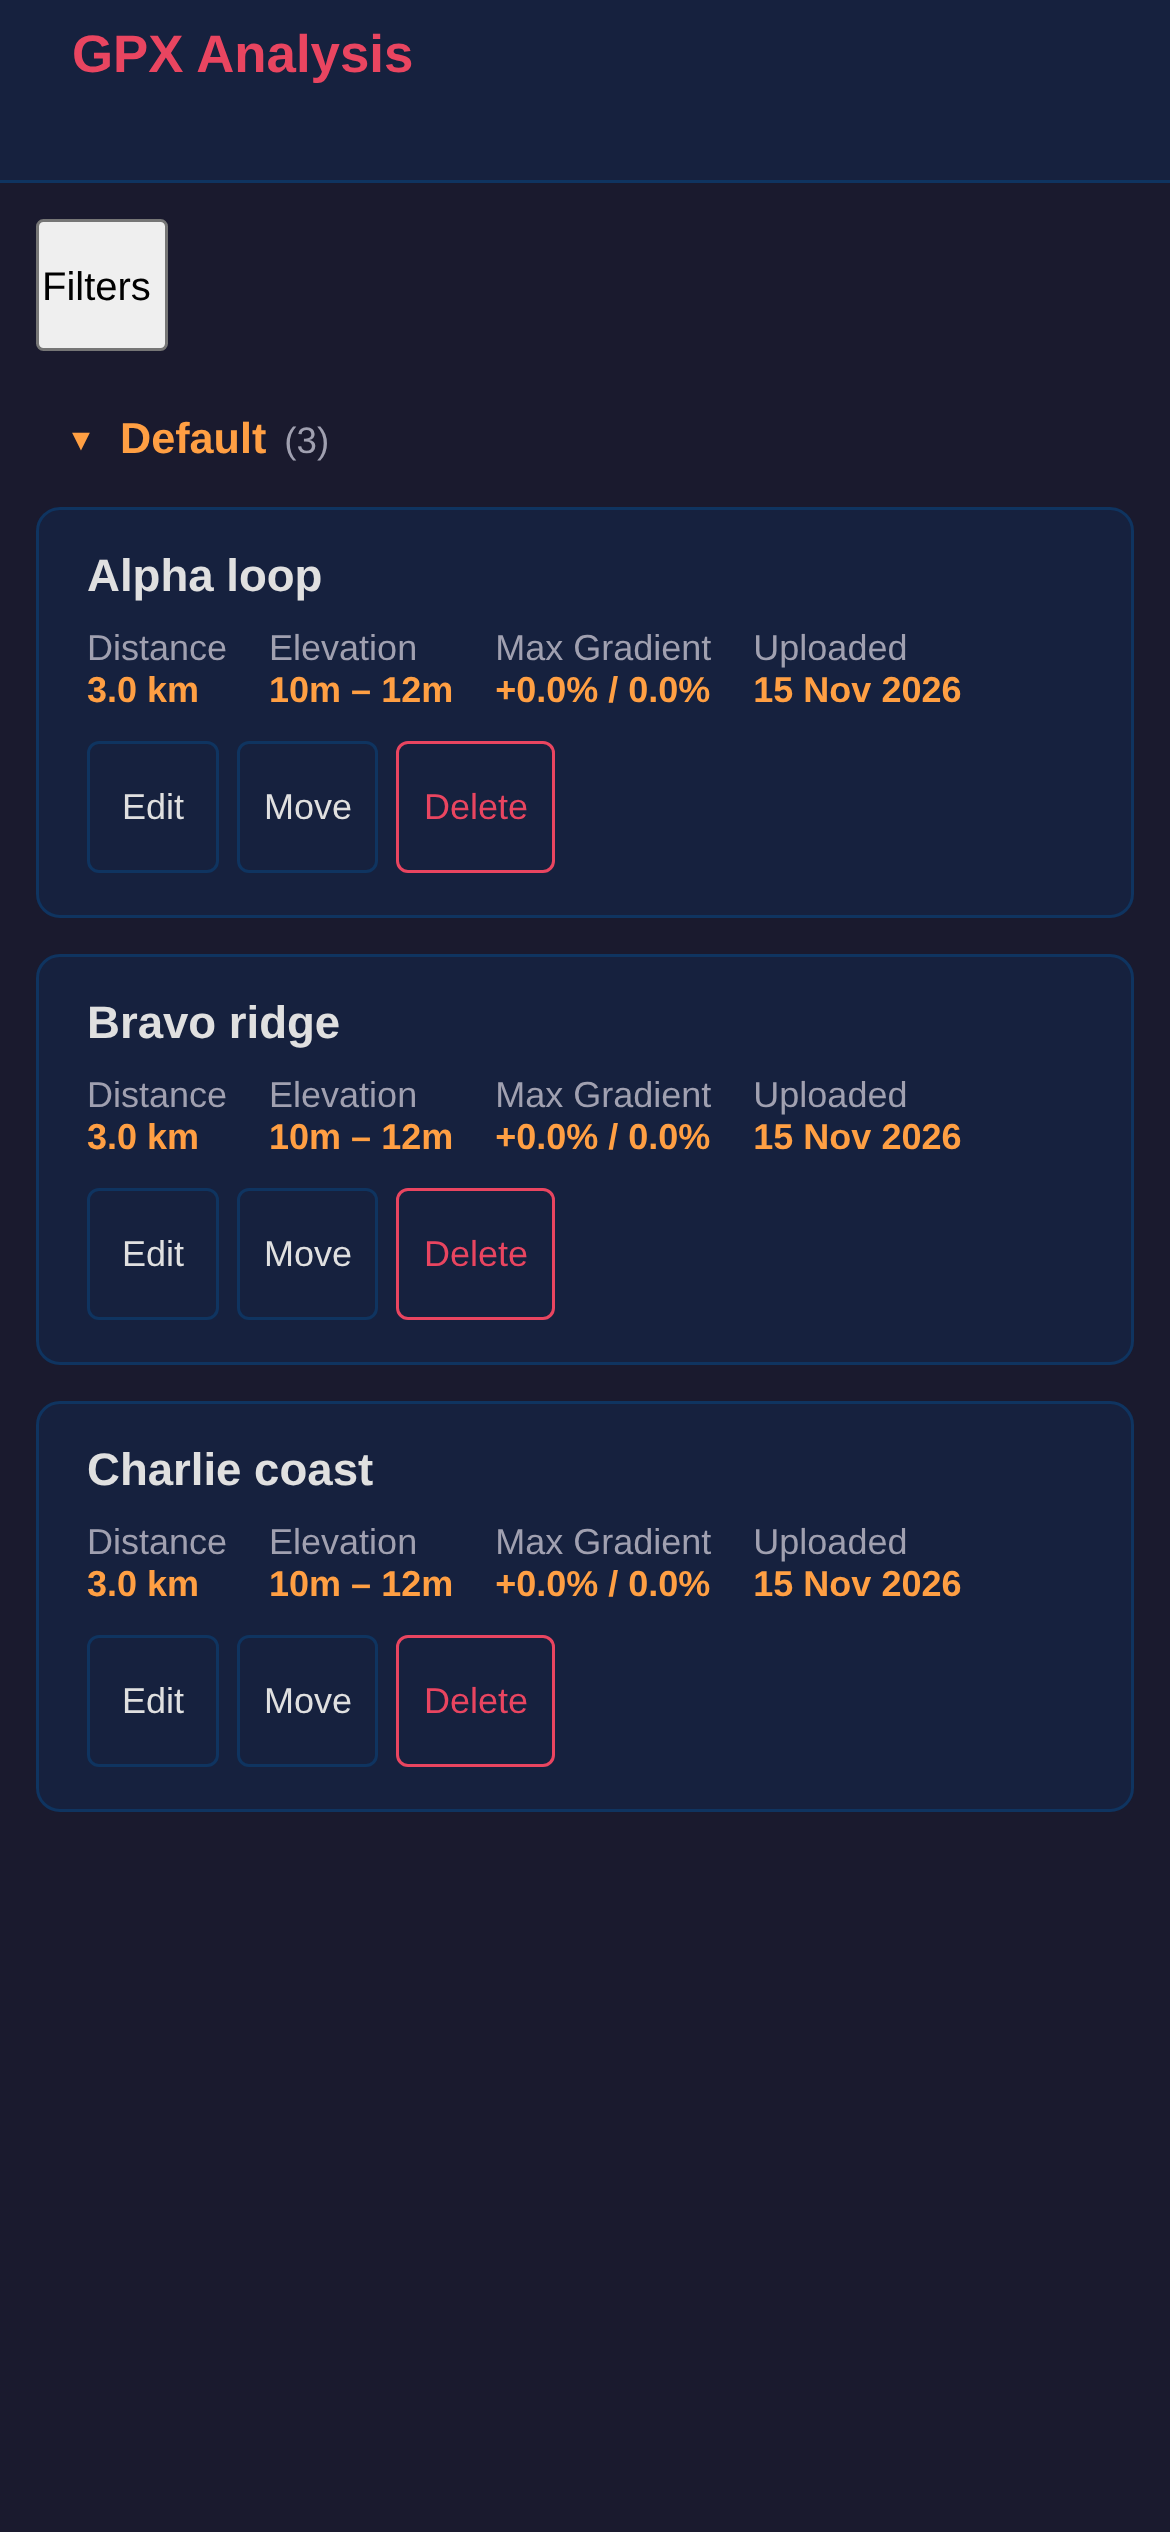 GPX Analysis
Filters
▼ Default (3)
Alpha loop
Distance Elevation Max Gradient Uploaded
3.0 km 10m – 12m +0.0% / 0.0% 15 Nov 2026
Edit Move Delete
Bravo ridge
Distance Elevation Max Gradient Uploaded
3.0 km 10m – 12m +0.0% / 0.0% 15 Nov 2026
Edit Move Delete
Charlie coast
Distance Elevation Max Gradient Uploaded
3.0 km 10m – 12m +0.0% / 0.0% 15 Nov 2026
Edit Move Delete